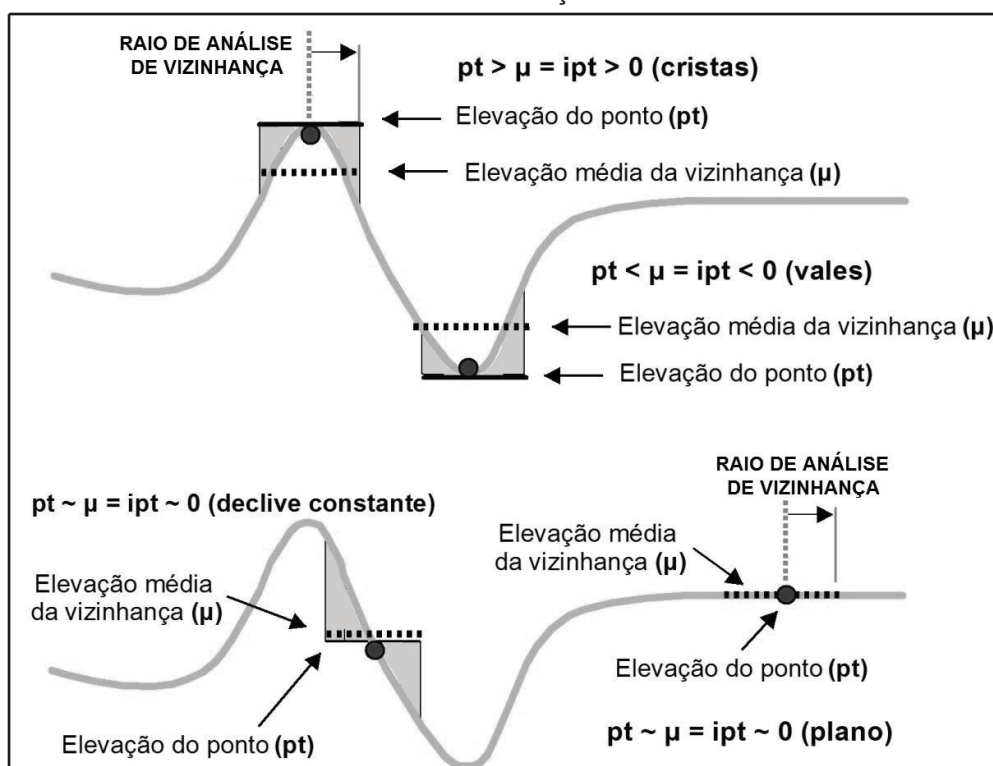 RAIO DE ANÁLISE
DE VIZINHANÇA
pt > µ = ipt > 0 (cristas)
Elevação do ponto (pt)
Elevação média da vizinhança (µ)
pt < µ = ipt < 0 (vales)
Elevação média da vizinhança (µ)
Elevação do ponto (pt)
pt ~ µ = ipt ~ 0 (declive constante)
Elevação média
da vizinhança (µ)
Elevação do ponto (pt)
RAIO DE ANÁLISE
DE VIZINHANÇA
Elevação média
da vizinhança (µ)
Elevação do ponto (pt)
pt ~ µ = ipt ~ 0 (plano)